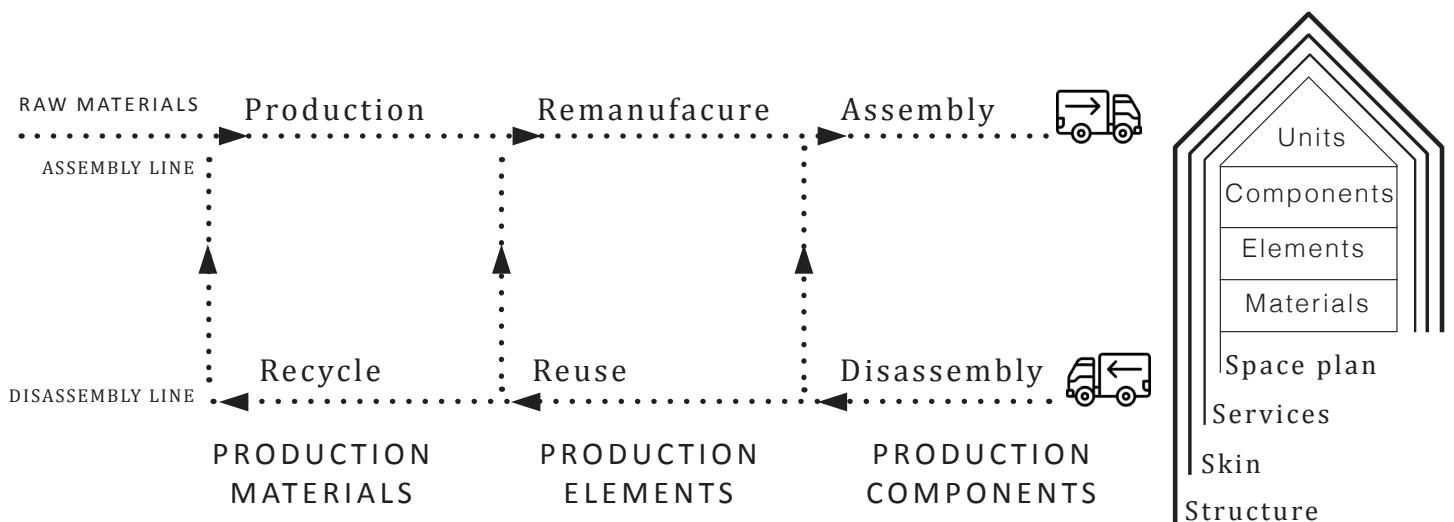 RAW MATERIALS
Production
Remanufacure
Assembly
ASSEMBLY LINE
Recycle
Reuse
Disassembly
DISASSEMBLY LINE
PRODUCTION
MATERIALS
PRODUCTION
ELEMENTS
PRODUCTION
COMPONENTS
Units
Components
Elements
Materials
Space plan
Services
Skin
Structure